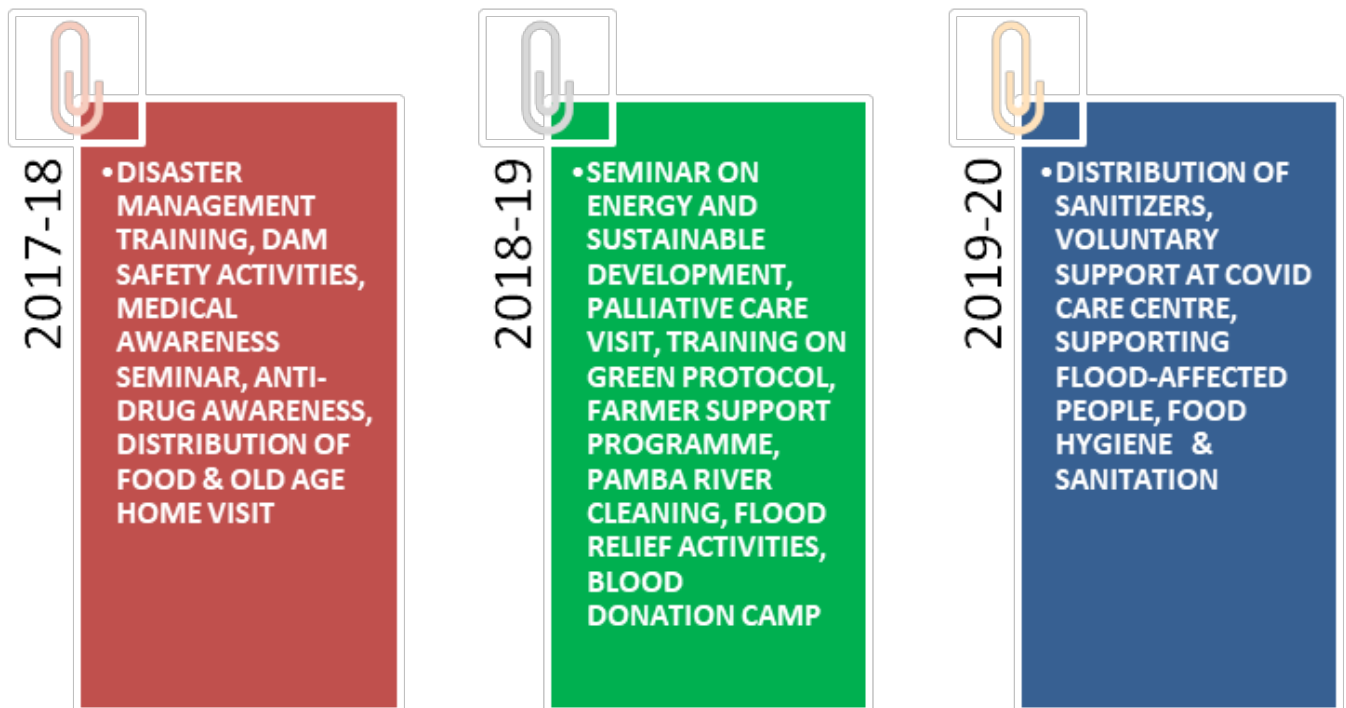 2017-18
•DISASTER
MANAGEMENT
TRAINING, DAM
SAFETY ACTIVITIES,
MEDICAL
AWARENESS
SEMINAR, ANTI-
DRUG AWARENESS,
DISTRIBUTION OF
FOOD & OLD AGE
HOME VISIT
2018-19
•SEMINAR ON
ENERGY AND
SUSTAINABLE
DEVELOPMENT,
PALLIATIVE CARE
VISIT, TRAINING ON
GREEN PROTOCOL,
FARMER SUPPORT
PROGRAMME,
PAMBA RIVER
CLEANING, FLOOD
RELIEF ACTIVITIES,
BLOOD
DONATION CAMP
2019-20
•DISTRIBUTION OF
SANITIZERS,
VOLUNTARY
SUPPORT AT COVID
CARE CENTRE,
SUPPORTING
FLOOD-AFFECTED
PEOPLE, FOOD
HYGIENE &
SANITATION